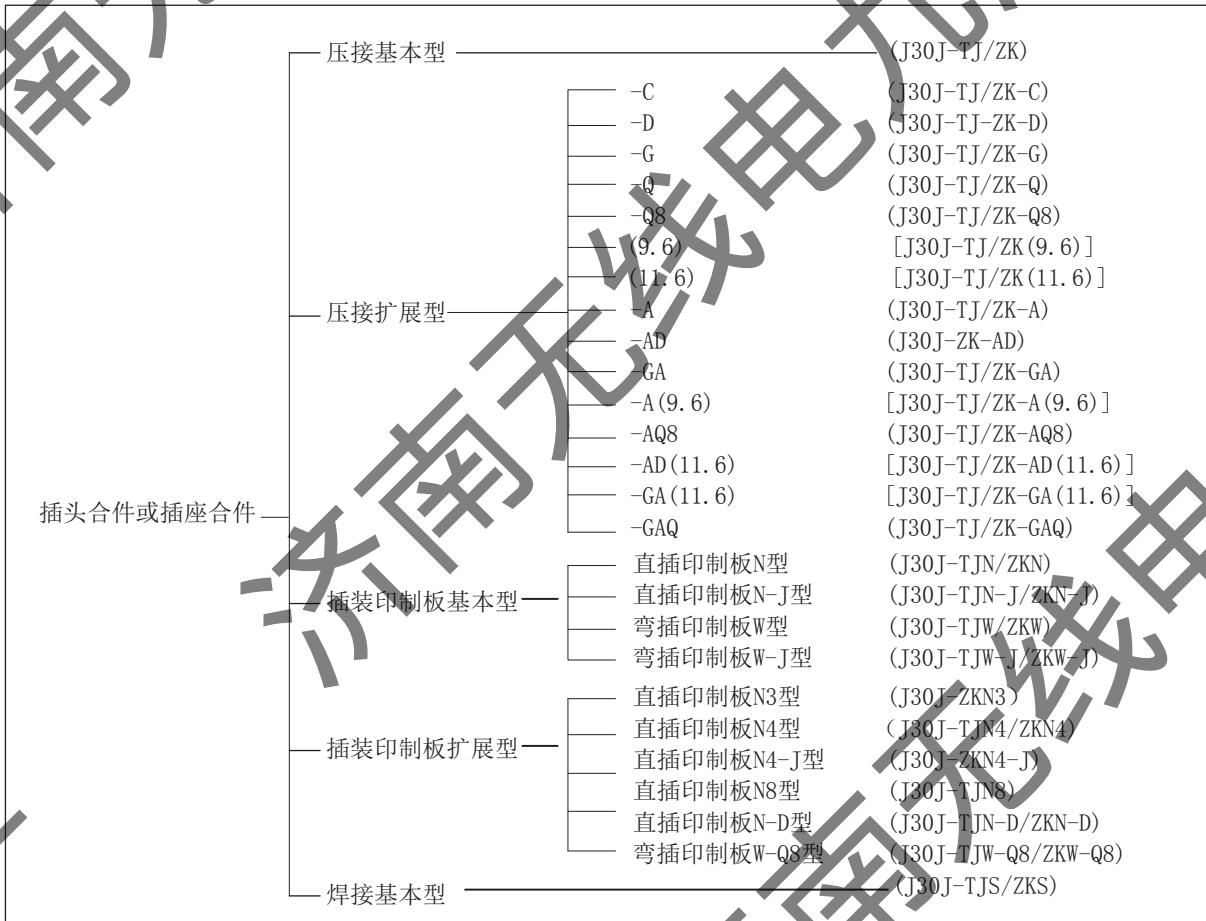 压接基本型 (J30J-TJ/ZK)
-C (J30J-TJ/ZK-C)
-D (J30J-TJ-ZK-D)
-G (J30J-TJ/ZK-G)
-Q (J30J-TJ/ZK-Q)
-Q8 (J30J-TJ/ZK-Q8)
(9.6) [J30J-TJ/ZK(9.6)]
(11.6) [J30J-TJ/ZK(11.6)]
压接扩展型 -A (J30J-TJ/ZK-A)
-AD (J30J-ZK-AD)
-GA (J30J-TJ/ZK-GA)
-A(9.6) [J30J-TJ/ZK-A(9.6)]
-AQ8 (J30J-TJ/ZK-AQ8)
-AD(11.6) [J30J-TJ/ZK-AD(11.6)]
-GA(11.6) [J30J-TJ/ZK-GA(11.6)]
插头合件或插座合件
-GAQ (J30J-TJ/ZK-GAQ)
直插印制板N型 (J30J-TJN/ZKN)
插装印制板基本型 直插印制板N-J型 (J30J-TJN-J/ZKN-J)
弯插印制板W型 (J30J-TJW/ZKW)
弯插印制板W-J型 (J30J-TJW-J/ZKW-J)
直插印制板N3型 (J30J-ZKN3)
直插印制板N4型 (J30J-TJN4/ZKN4)
插装印制板扩展型 直插印制板N4-J型 (J30J-ZKN4-J)
直插印制板N8型 (J30J-TJN8)
直插印制板N-D型 (J30J-TJN-D/ZKN-D)
弯插印制板W-Q8型 (J30J-TJW-Q8/ZKW-Q8)
焊接基本型 (J30J-TJS/ZKS)
济南无线电九
济南无线电